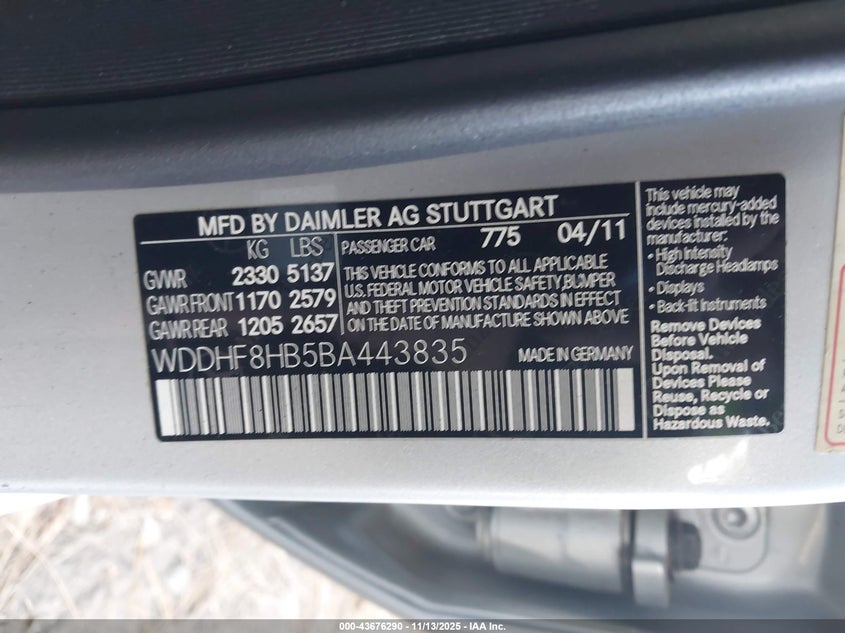 MFD BY DAIMLER AG STUTTGART
KG LBS
GVWR 2330 5137
GAWR FRONT 1170 2579
GAWR REAR 1205 2657
PASSENGER CAR 775 04/11
THIS VEHICLE CONFORMS TO ALL APPLICABLE
U.S. FEDERAL MOTOR VEHICLE SAFETY, BUMPER
AND THEFT PREVENTION STANDARDS IN EFFECT
ON THE DATE OF MANUFACTURE SHOWN ABOVE
WDDHF8HB5BA443835
MADE IN GERMANY
This vehicle may
include mercury-added
devices installed by the
manufacturer:
• High Intensity
Discharge Headlamps
• Displays
• Back-lit Instruments
Remove Devices
Before Vehicle
Disposal.
Upon Removal of
Devices Please
Reuse, Recycle or
Dispose as
Hazardous Waste.
000-43676290 - 11/13/2025 - IAA Inc.